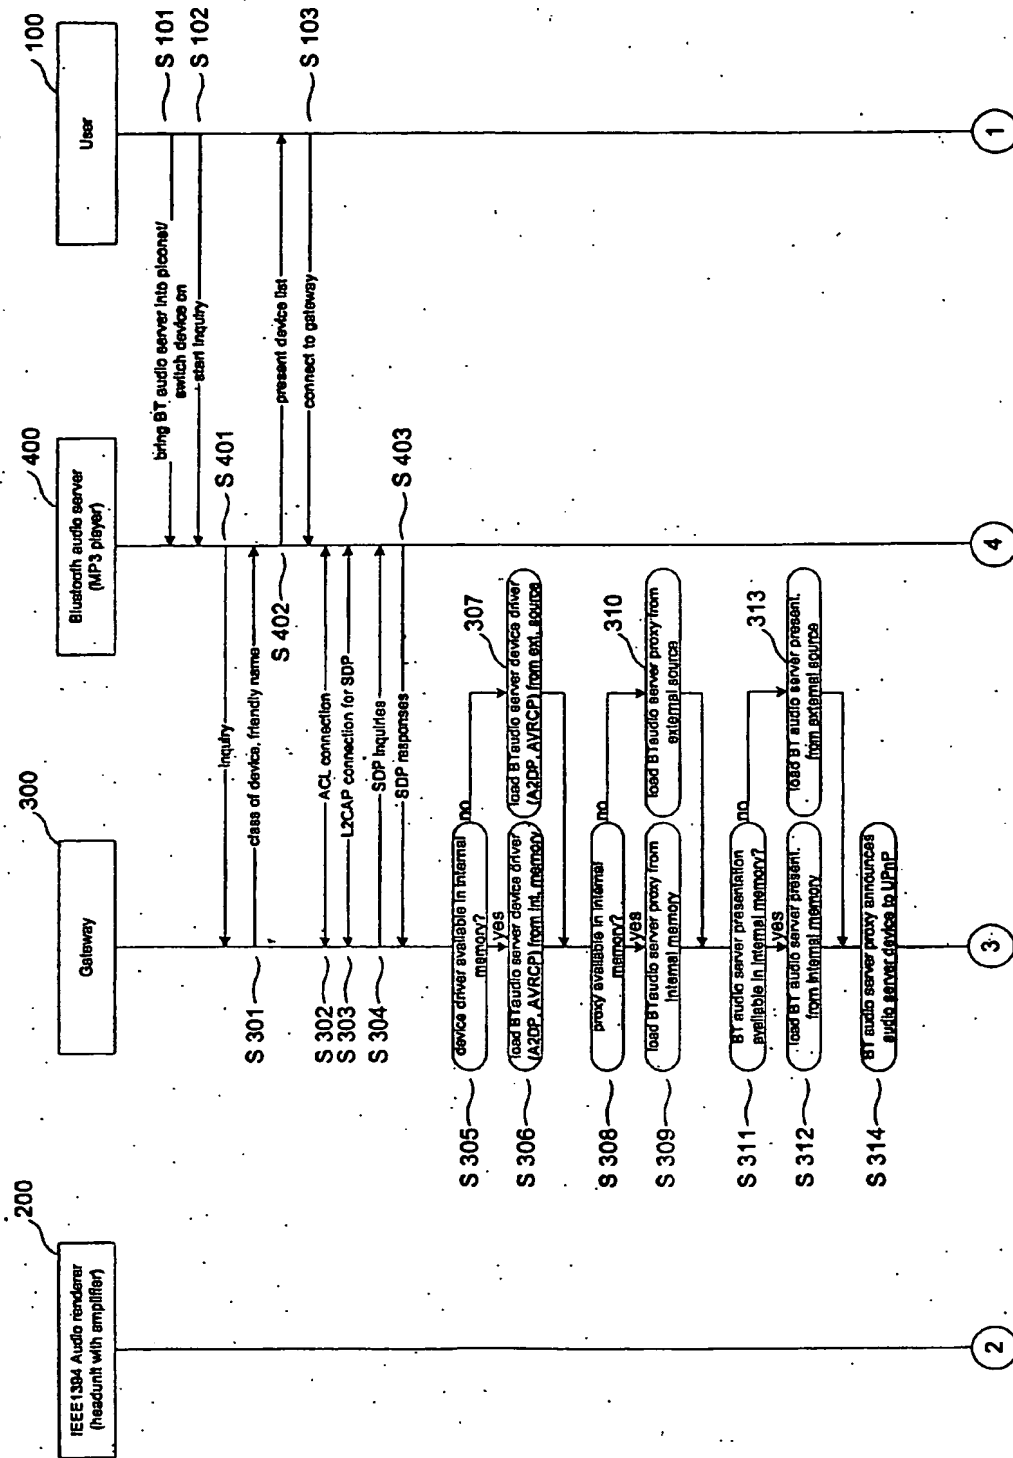 200
IEEE1394 Audio renderer
(headunit with amplifier)
300
Gateway
400
Bluetooth audio server
(MP3 player)
100
User
bring BT audio server into piconet/
switch device on
S 101
start inquiry
S 102
inquiry
S 401
S 301
class of device, friendly name
S 402
present device list
connect to gateway
S 103
S 302
ACL connection
S 303
L2CAP connection for SDP
S 304
SDP inquiries
SDP responses
S 403
S 305
device driver available in internal
memory?
no
yes
307
S 306
load BTaudio server device driver
(A2DP, AVRCP) from int. memory
load BTaudio server device driver
(A2DP, AVRCP) from ext. source
S 308
proxy available in internal
memory?
no
yes
310
S 309
load BTaudio server proxy from
internal memory
load BTaudio server proxy from
external source
S 311
BT audio server presentation
available in internal memory?
no
yes
313
S 312
load BT audio server present.
from internal memory
load BT audio server present.
from external source
S 314
BT audio server proxy announces
audio server device to UPnP
2
3
4
1